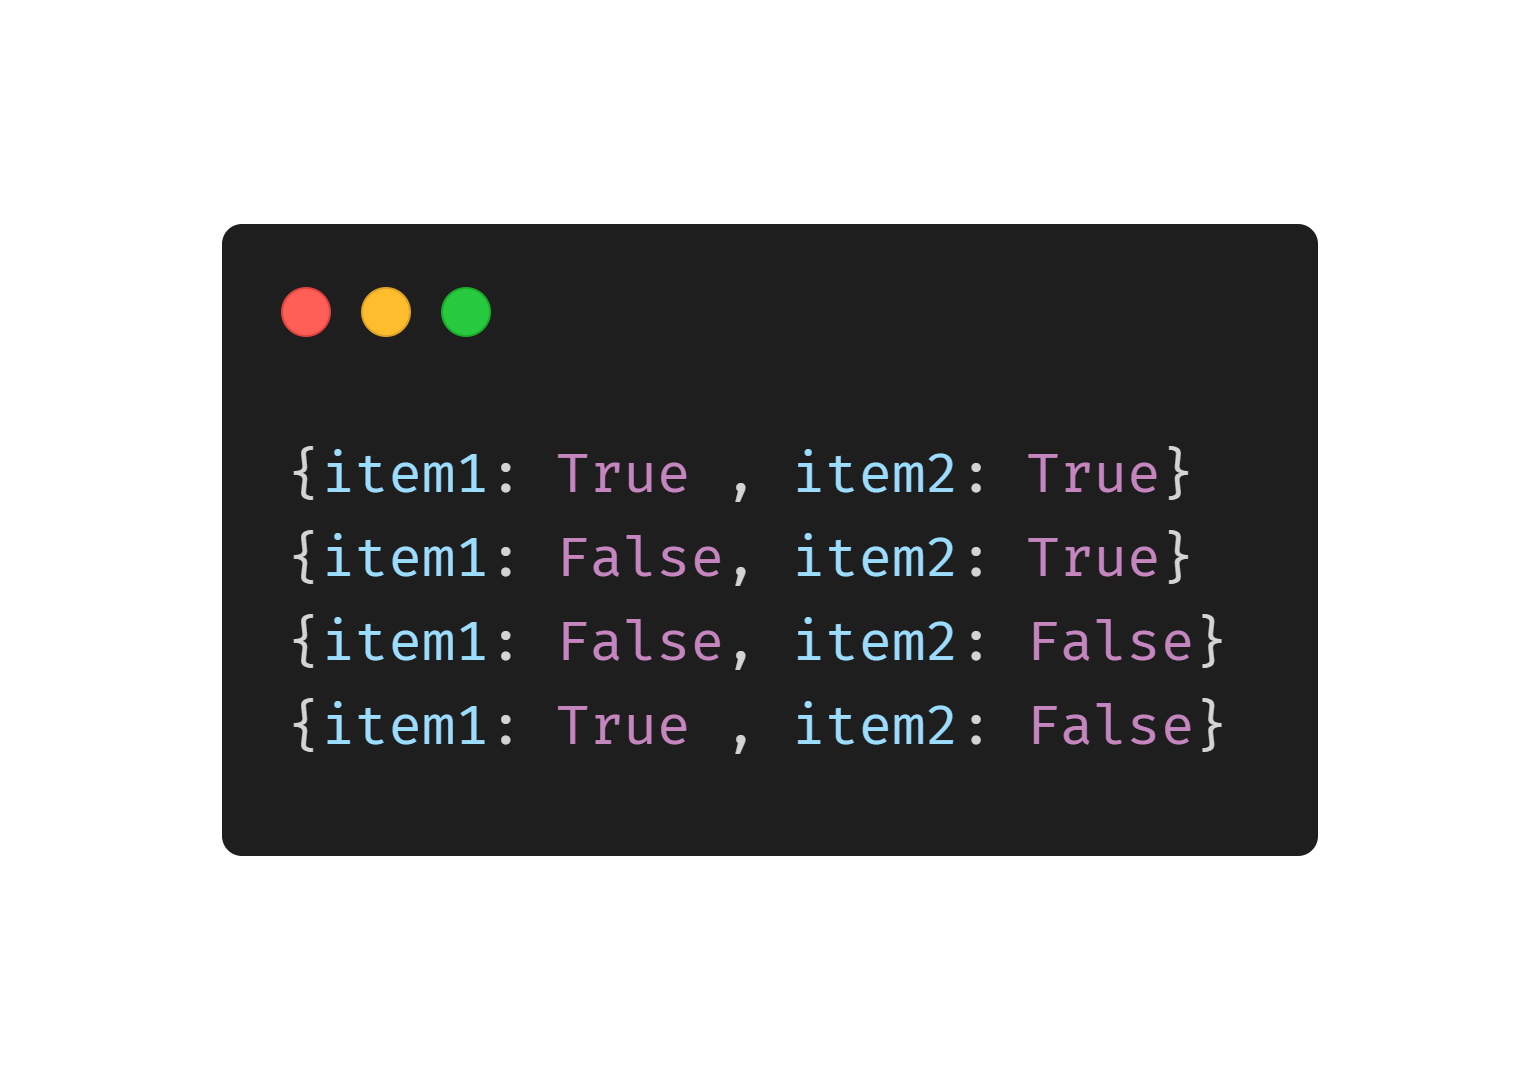 {item1: True , item2: True}
{item1: False, item2: True}
{item1: False, item2: False}
{item1: True , item2: False}